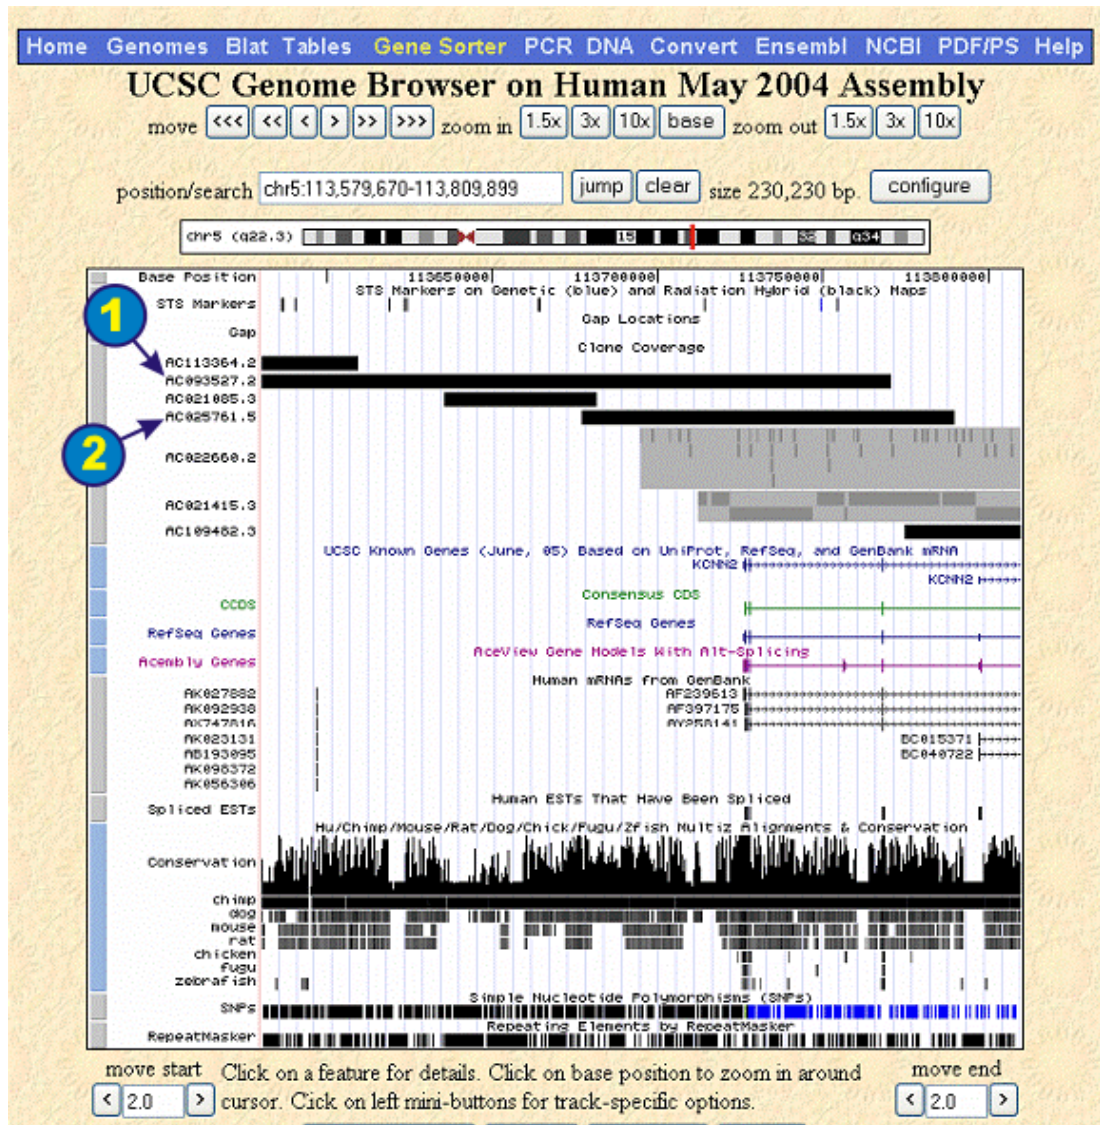 Home Genomes Blat Tables Gene Sorter PCR DNA Convert Ensembl NCBI PDF/PS Help
UCSC Genome Browser on Human May 2004 Assembly
move <<< << < > >> >>> zoom in 1.5x 3x 10x base zoom out 1.5x 3x 10x
position/search chr5:113,579,670-113,809,899 jump clear size 230,230 bp. configure
chr5 (q22.3) 15 32 q34
Base Position 113650000| 113700000| 113750000| 113800000|
STS Markers on Genetic (blue) and Radiation Hybrid (black) Maps
1 STS Markers
Gap Locations
Gap
Clone Coverage
AC113364.2
AC093527.2
AC021085.3
AC025761.5
2
AC022660.2
AC021415.3
AC109482.3
UCSC Known Genes (June, 05) Based on UniProt, RefSeq, and GenBank mRNA
KCNN2
KCNN2
Consensus CDS
CCDS
RefSeq Genes
RefSeq Genes
AceView Gene Models With Alt-Splicing
Acembly Genes
Human mRNAs from GenBank
AK027882 AF239613
AK092938 AF397175
AX747816 AY258141
AK023131 BC015371
AB193095 BC040722
AK098372
AK056306
Human ESTs That Have Been Spliced
Spliced ESTs
Hu/Chimp/Mouse/Rat/Dog/Chick/Fugu/Zfish Multiz Alignments & Conservation
Conservation
chimp
dog
mouse
rat
chicken
fugu
zebrafish
Simple Nucleotide Polymorphisms (SNPs)
SNPs
Repeating Elements by RepeatMasker
RepeatMasker
move start Click on a feature for details. Click on base position to zoom in around move end
< 2.0 > cursor. Click on left mini-buttons for track-specific options. < 2.0 >